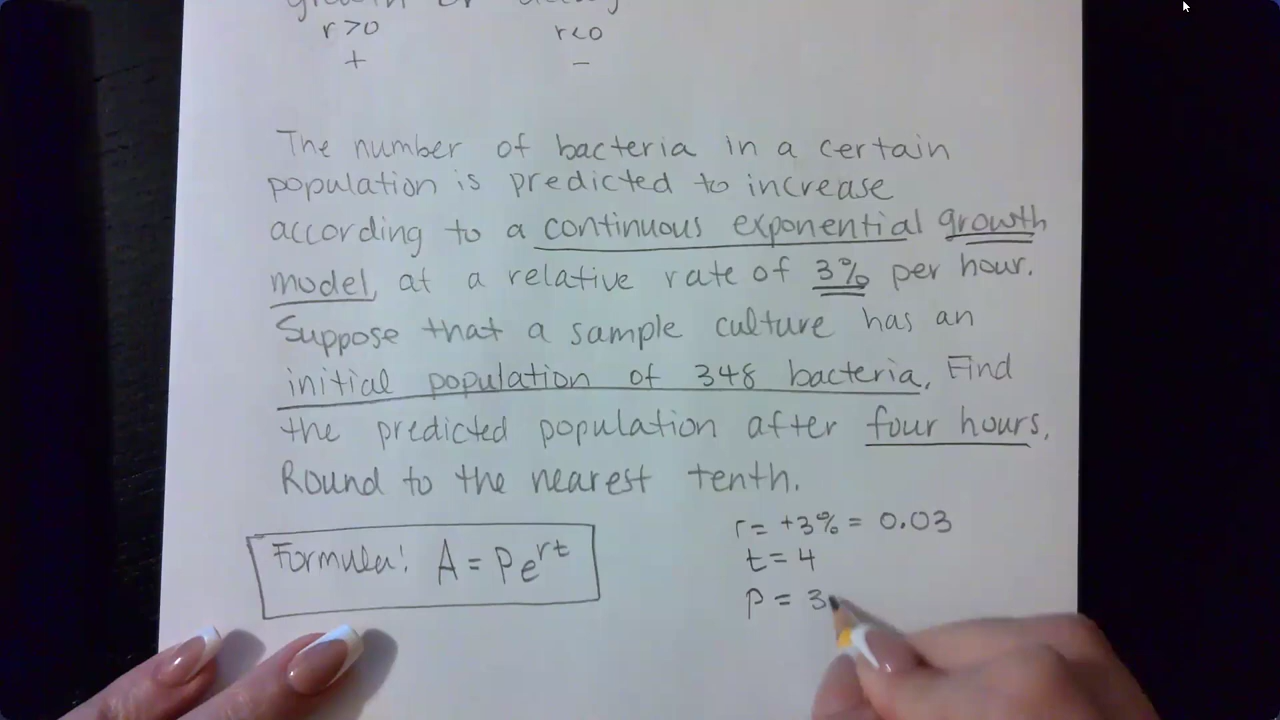 growth or decay
r>0 r<0
+ −
The number of bacteria in a certain
population is predicted to increase
according to a continuous exponential growth
model, at a relative rate of 3% per hour.
Suppose that a sample culture has an
initial population of 348 bacteria. Find
the predicted population after four hours.
Round to the nearest tenth.
r = +3% = 0.03
Formula: A = Pe^rt
t = 4
P = 3